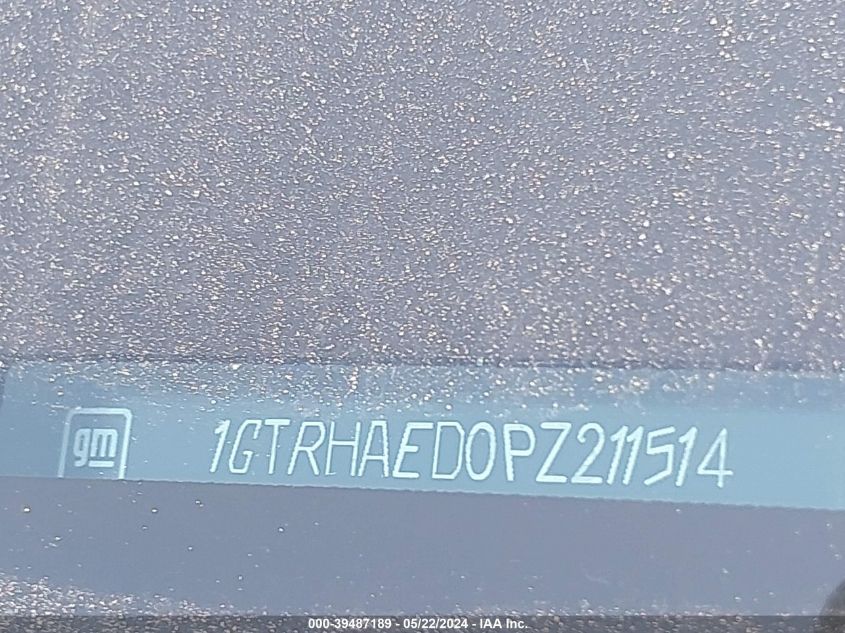 gm 1GTRHAED0PZ211514
000-39487189 - 05/22/2024 - IAA Inc.